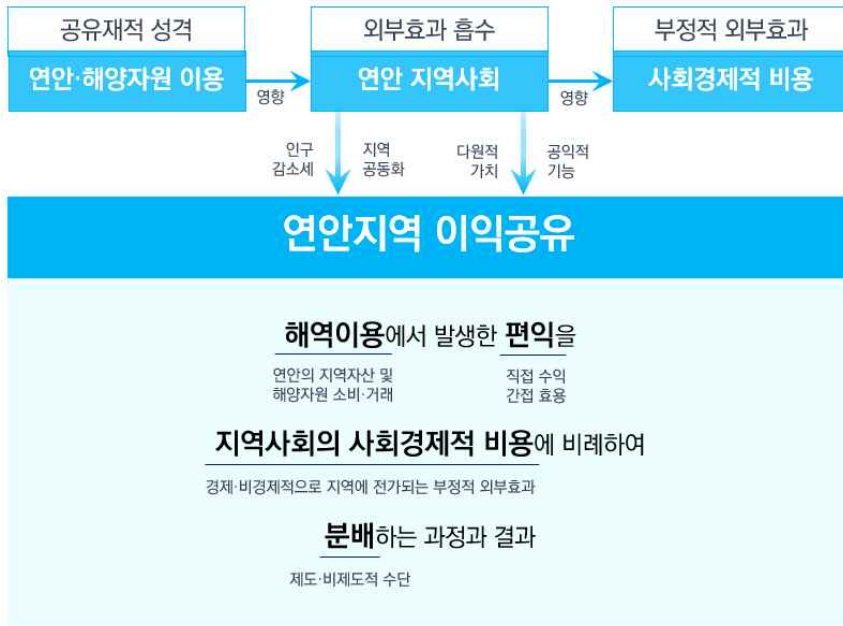 공유재적 성격
외부효과 흡수
부정적 외부효과
연안·해양자원 이용
영향
연안 지역사회
영향
사회경제적 비용
인구
감소세
지역
공동화
다원적
가치
공익적
기능
연안지역 이익공유
해역이용에서 발생한 편익을
연안의 지역자산 및
해양자원 소비·거래
직접 수익
간접 효용
지역사회의 사회경제적 비용에 비례하여
경제·비경제적으로 지역에 전가되는 부정적 외부효과
분배하는 과정과 결과
제도·비제도적 수단